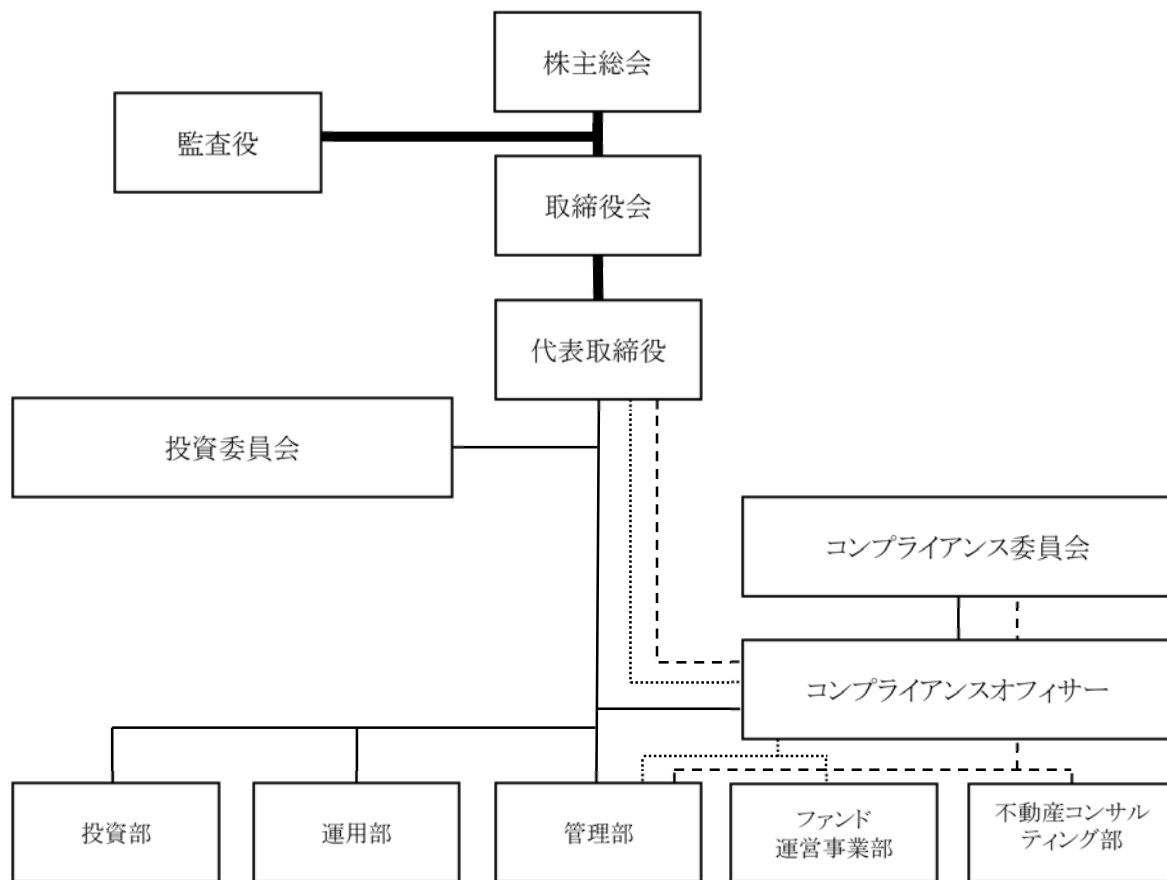 株主総会
監査役
取締役会
代表取締役
投資委員会
コンプライアンス委員会
コンプライアンスオフィサー
投資部
運用部
管理部
ファンド
運営事業部
不動産コンサル
ティング部